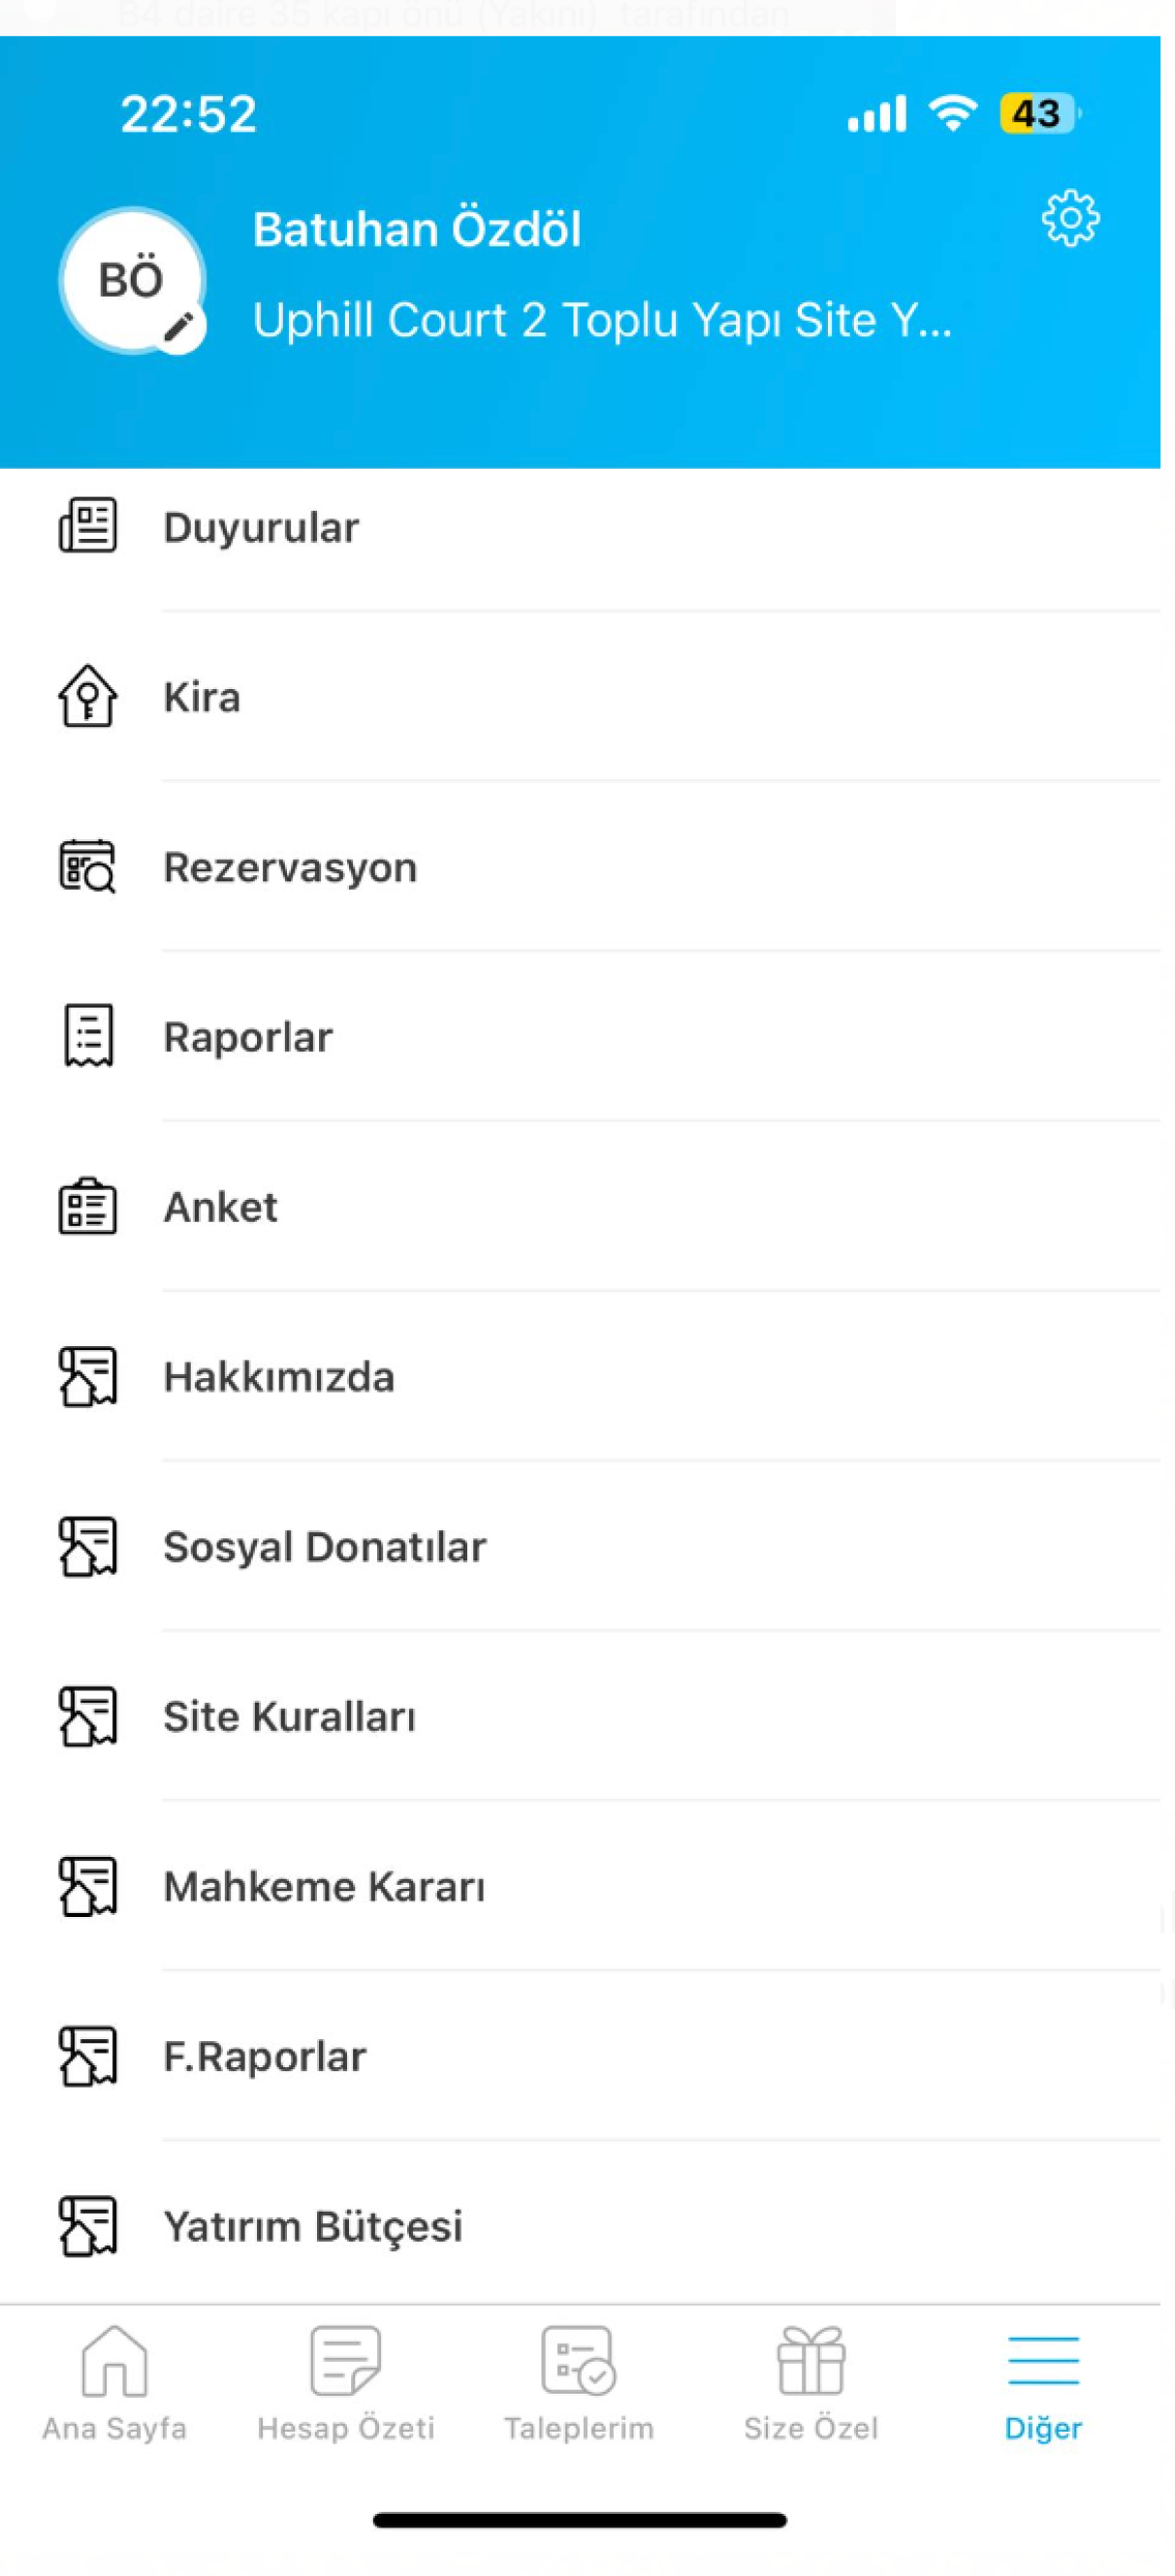 B4 daire 35 kapı önü (Yakını) tarafından
22:52
43
BÖ
Batuhan Özdöl
Uphill Court 2 Toplu Yapı Site Y...
Duyurular
Kira
Rezervasyon
Raporlar
Anket
Hakkımızda
Sosyal Donatılar
Site Kuralları
Mahkeme Kararı
F.Raporlar
Yatırım Bütçesi
Ana Sayfa
Hesap Özeti
Taleplerim
Size Özel
Diğer